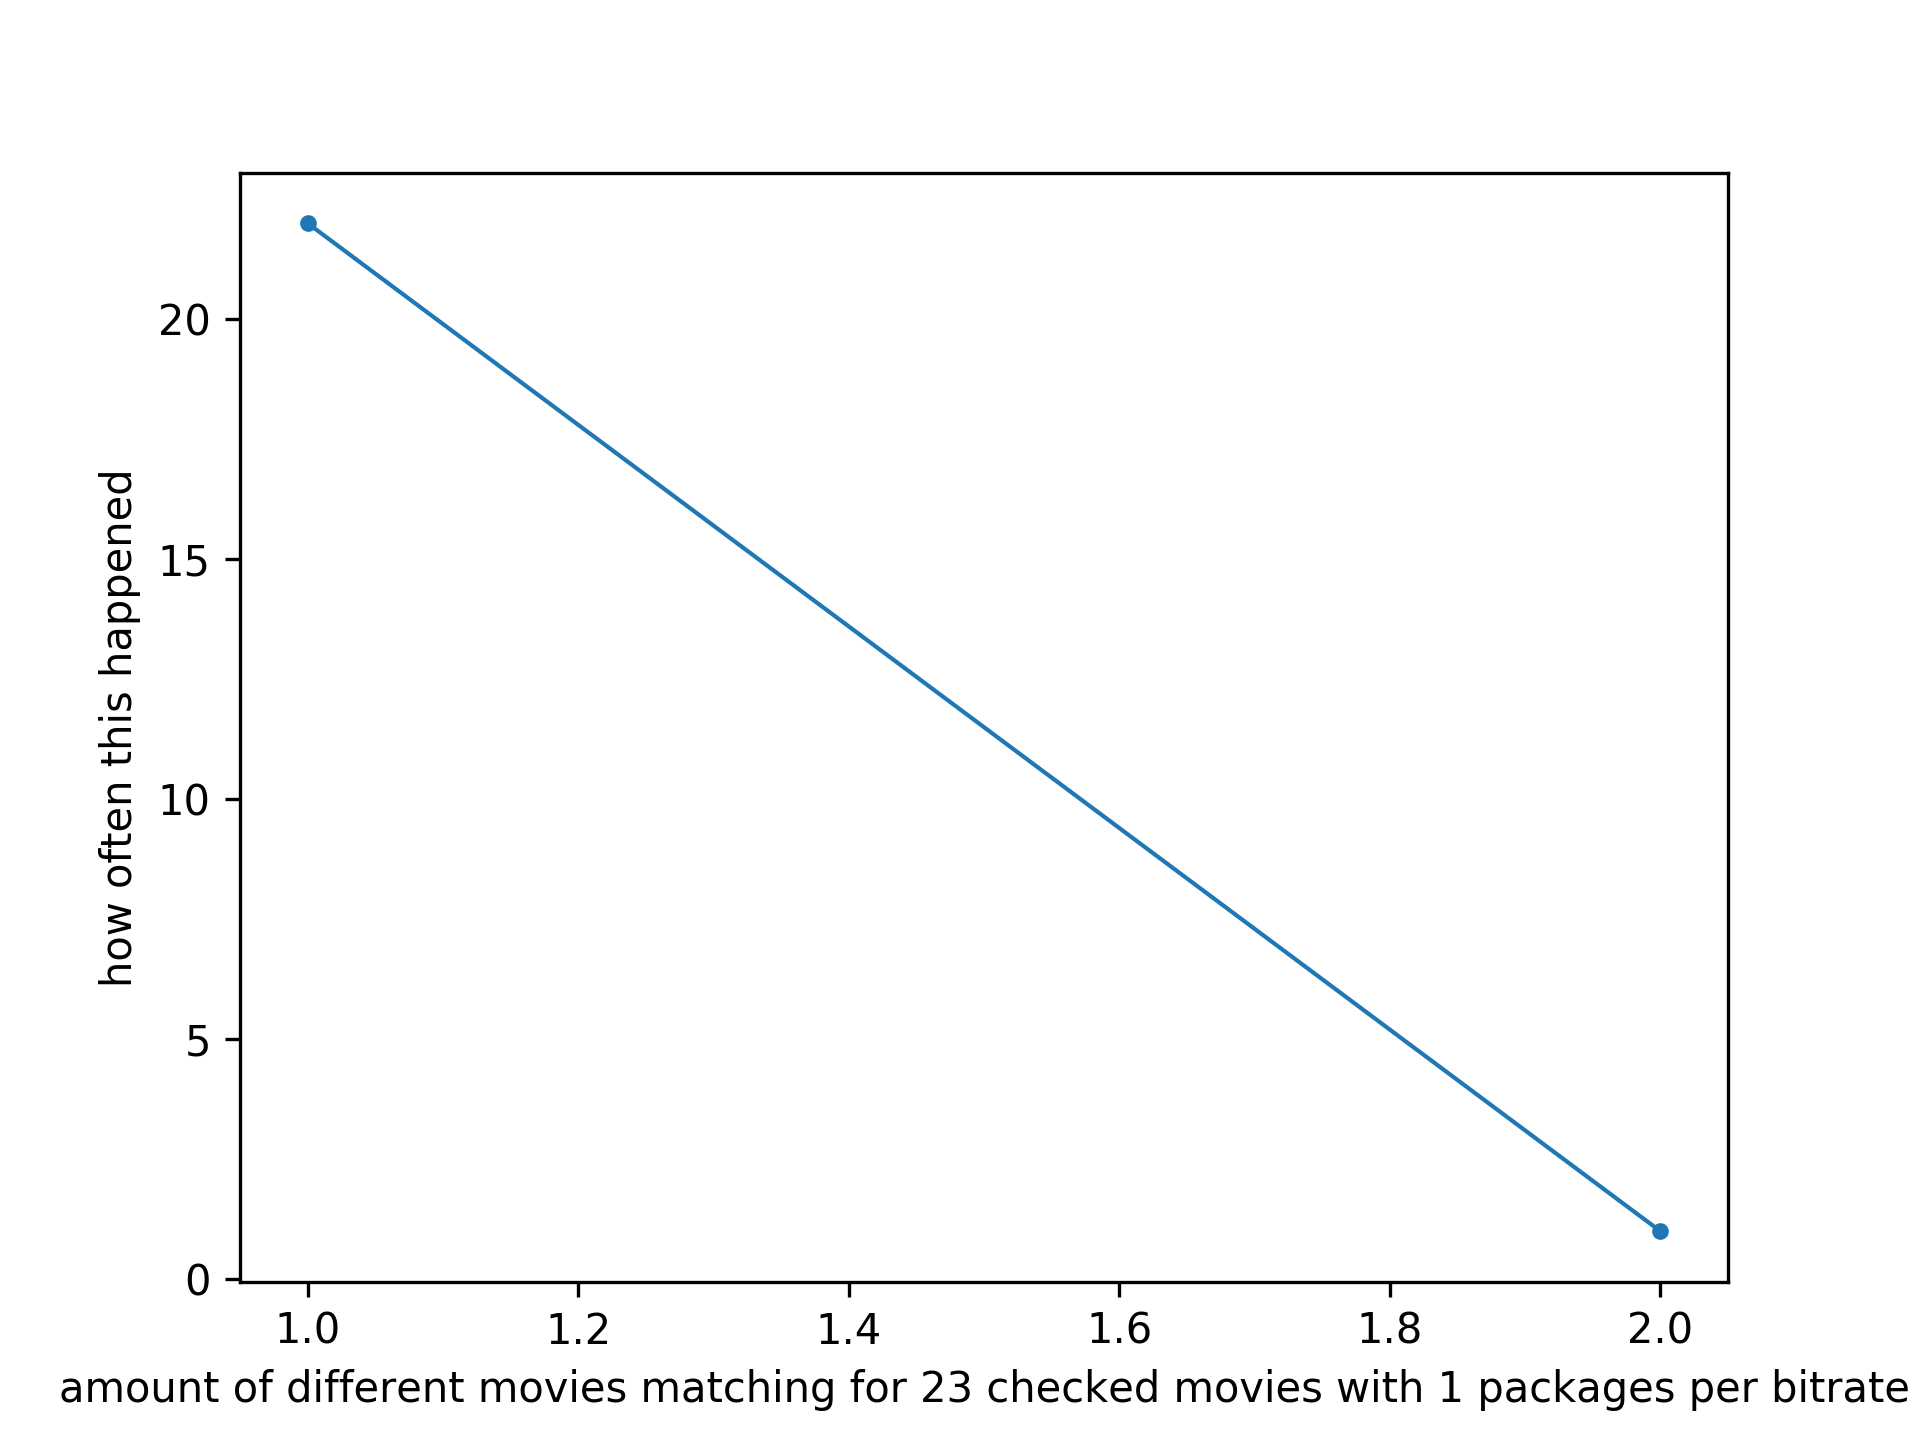 how often this happened
20
15
10
5
0
1.0 1.2 1.4 1.6 1.8 2.0
amount of different movies matching for 23 checked movies with 1 packages per bitrate